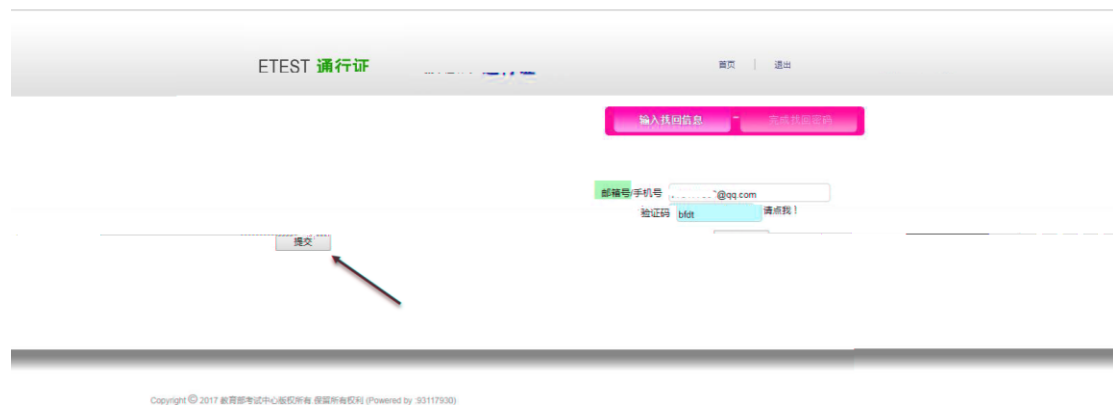 ETEST 通行证
首页 | 退出
输入找回信息 - 完成找回密码
邮箱号/手机号 @qq.com
验证码 bfdt 请点我！
提交
Copyright © 2017 教育部考试中心版权所有 保留所有权利 (Powered by :93117930)